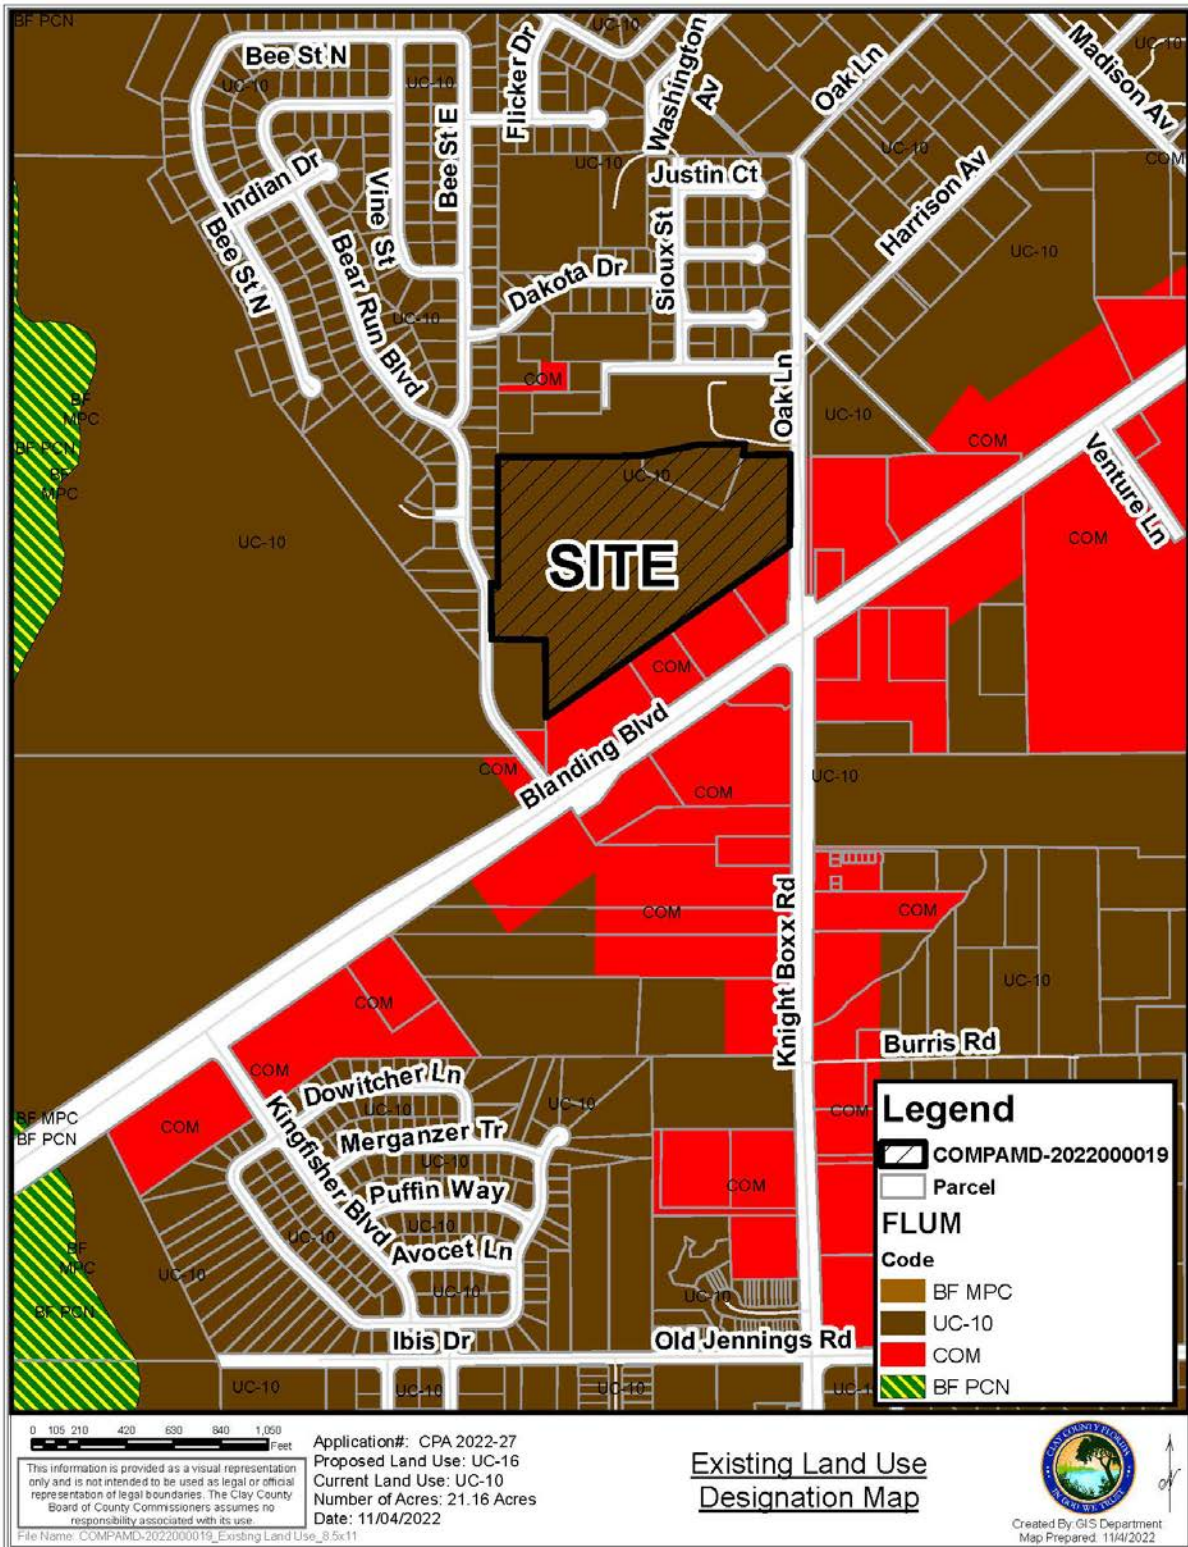 BF PCN
UC-10
UC-10
Bee St N
UC-10
UC-10
Bee St E
Flicker Dr
Washington
Av
Oak Ln
Madison Av
COM
UC-10
UC-10
Justin Ct
Indian Dr
Vine St
Bee St N
Bear Run Blvd
Sioux St
Harrison Av
UC-10
Dakota Dr
UC-10
COM
Oak Ln
UC-10
COM
BF
MPC
BF PCN
BF
MPC
UC-10
UC-10
SITE
Venture Ln
COM
COM
Blanding Blvd
COM
COM
UC-10
COM
COM
Knight Boxx Rd
UC-10
COM
COM
Burris Rd
Dowitcher Ln
UC-10
UC-10
Merganzer Tr
UC-10
Kingfisher Blvd
Puffin Way
UC-10
UC-10
Avocet Ln
UC-10
UC-10
COM
BF MPC
BF PCN
COM
COM
BF
MPC
BF PCN
UC-10
Ibis Dr
Old Jennings Rd
UC-10
UC-10
UC-10
Legend
COMPAMD-2022000019
Parcel
FLUM
Code
BF MPC
UC-10
COM
BF PCN
0 105 210 420 630 840 1,050
Feet
This information is provided as a visual representation
only and is not intended to be used as legal or official
representation of legal boundaries. The Clay County
Board of County Commissioners assumes no
responsibility associated with its use.
File Name: COMPAMD-2022000019_Existing Land Use_8.5x11
Application#: CPA 2022-27
Proposed Land Use: UC-16
Current Land Use: UC-10
Number of Acres: 21.16 Acres
Date: 11/04/2022
Existing Land Use
Designation Map
CLAY COUNTY FLORIDA
IN GOD WE TRUST
N
Created By:GIS Department
Map Prepared: 11/4/2022